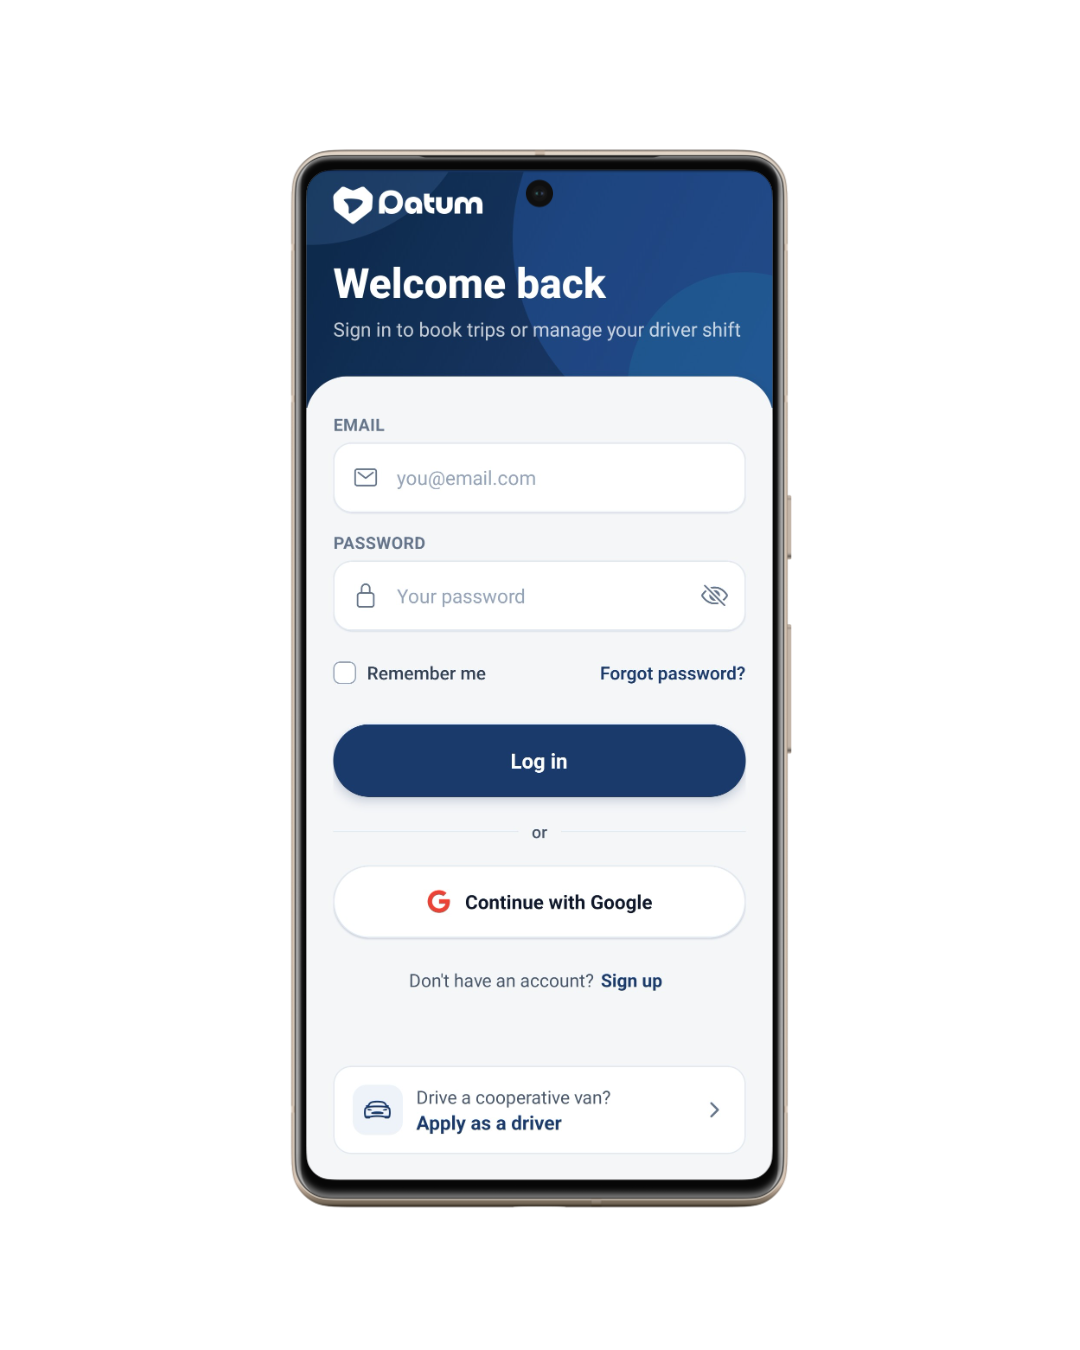 Datum
Welcome back
Sign in to book trips or manage your driver shift
EMAIL
you@email.com
PASSWORD
Your password
Remember me
Forgot password?
Log in
or
Continue with Google
Don't have an account? Sign up
Drive a cooperative van?
Apply as a driver